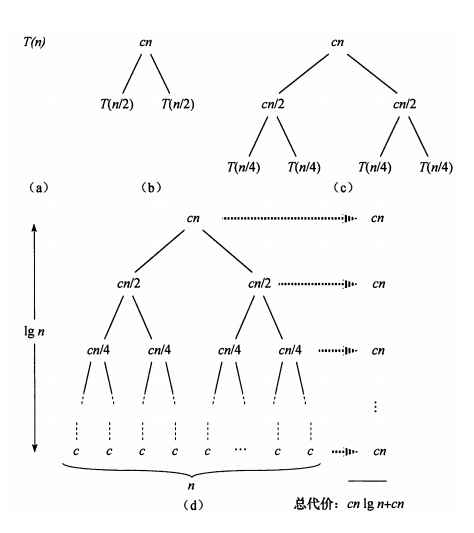 T(n) cn cn
T(n/2) T(n/2) cn/2 cn/2
T(n/4) T(n/4) T(n/4) T(n/4)
（a） （b） （c）
cn cn
cn/2 cn/2 cn
lg n
cn/4 cn/4 cn/4 cn/4 cn
⋮
c c c c c … c c cn
n
（d） 总代价：cn lg n+cn